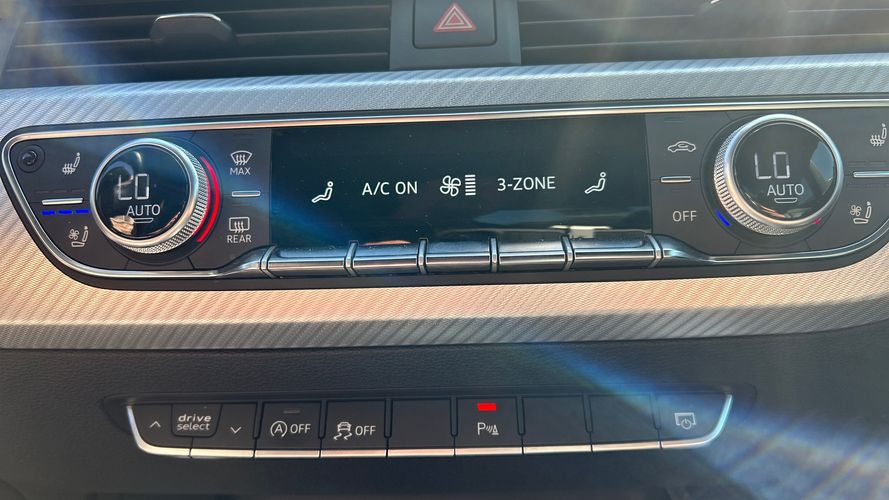 LO
AUTO
MAX
REAR
A/C ON
3-ZONE
OFF
LO
AUTO
drive
select
A OFF
OFF
P